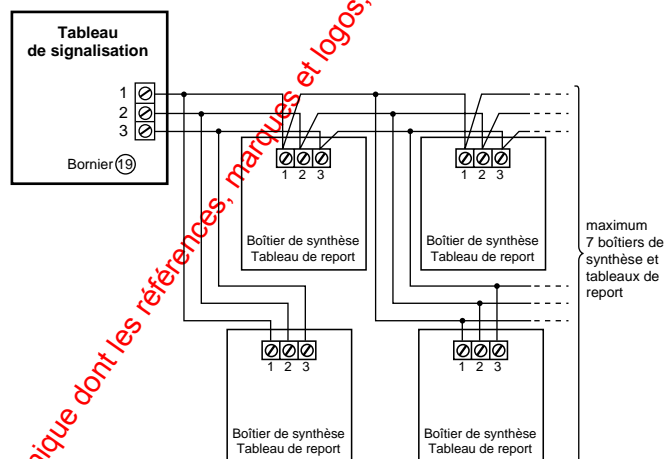 Tableau
de signalisation
1
2
3
Bornier 19
1 2 3
Boîtier de synthèse
Tableau de report
1 2 3
Boîtier de synthèse
Tableau de report
maximum
7 boîtiers de
synthèse et
tableaux de
report
1 2 3
Boîtier de synthèse
Tableau de report
1 2 3
Boîtier de synthèse
Tableau de report
nique dont les références, marques et logos,